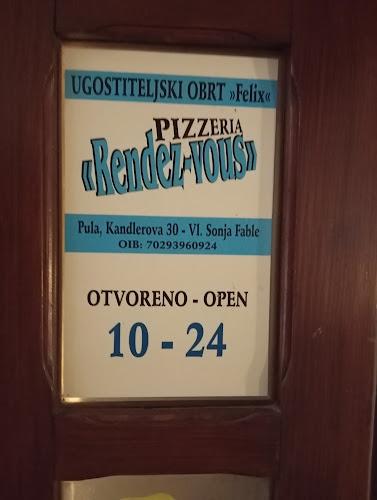 UGOSTITELJSKI OBRT »Felix«
PIZZERIA
«Rendez-vous»
Pula, Kandlerova 30 - Vl. Sonja Fable
OIB: 70293960924
OTVORENO - OPEN
10 - 24